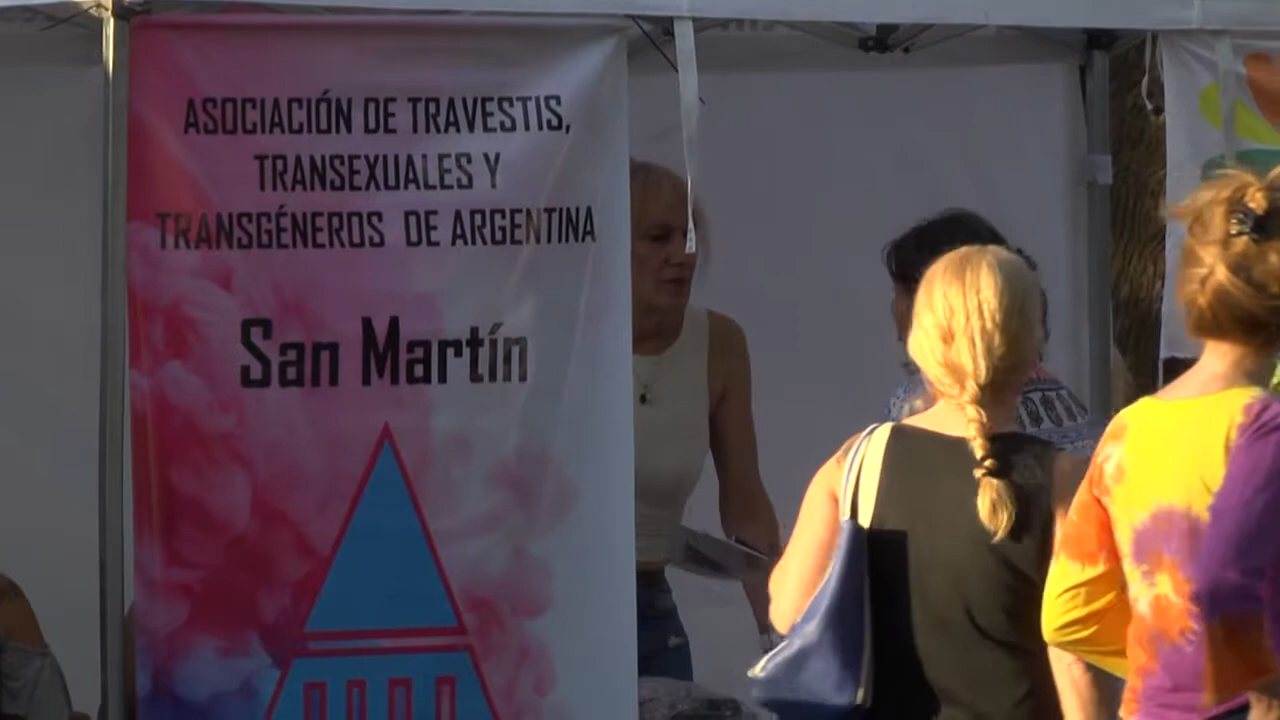 ASOCIACIÓN DE TRAVESTIS,
TRANSEXUALES Y
TRANSGÉNEROS DE ARGENTINA
San Martín